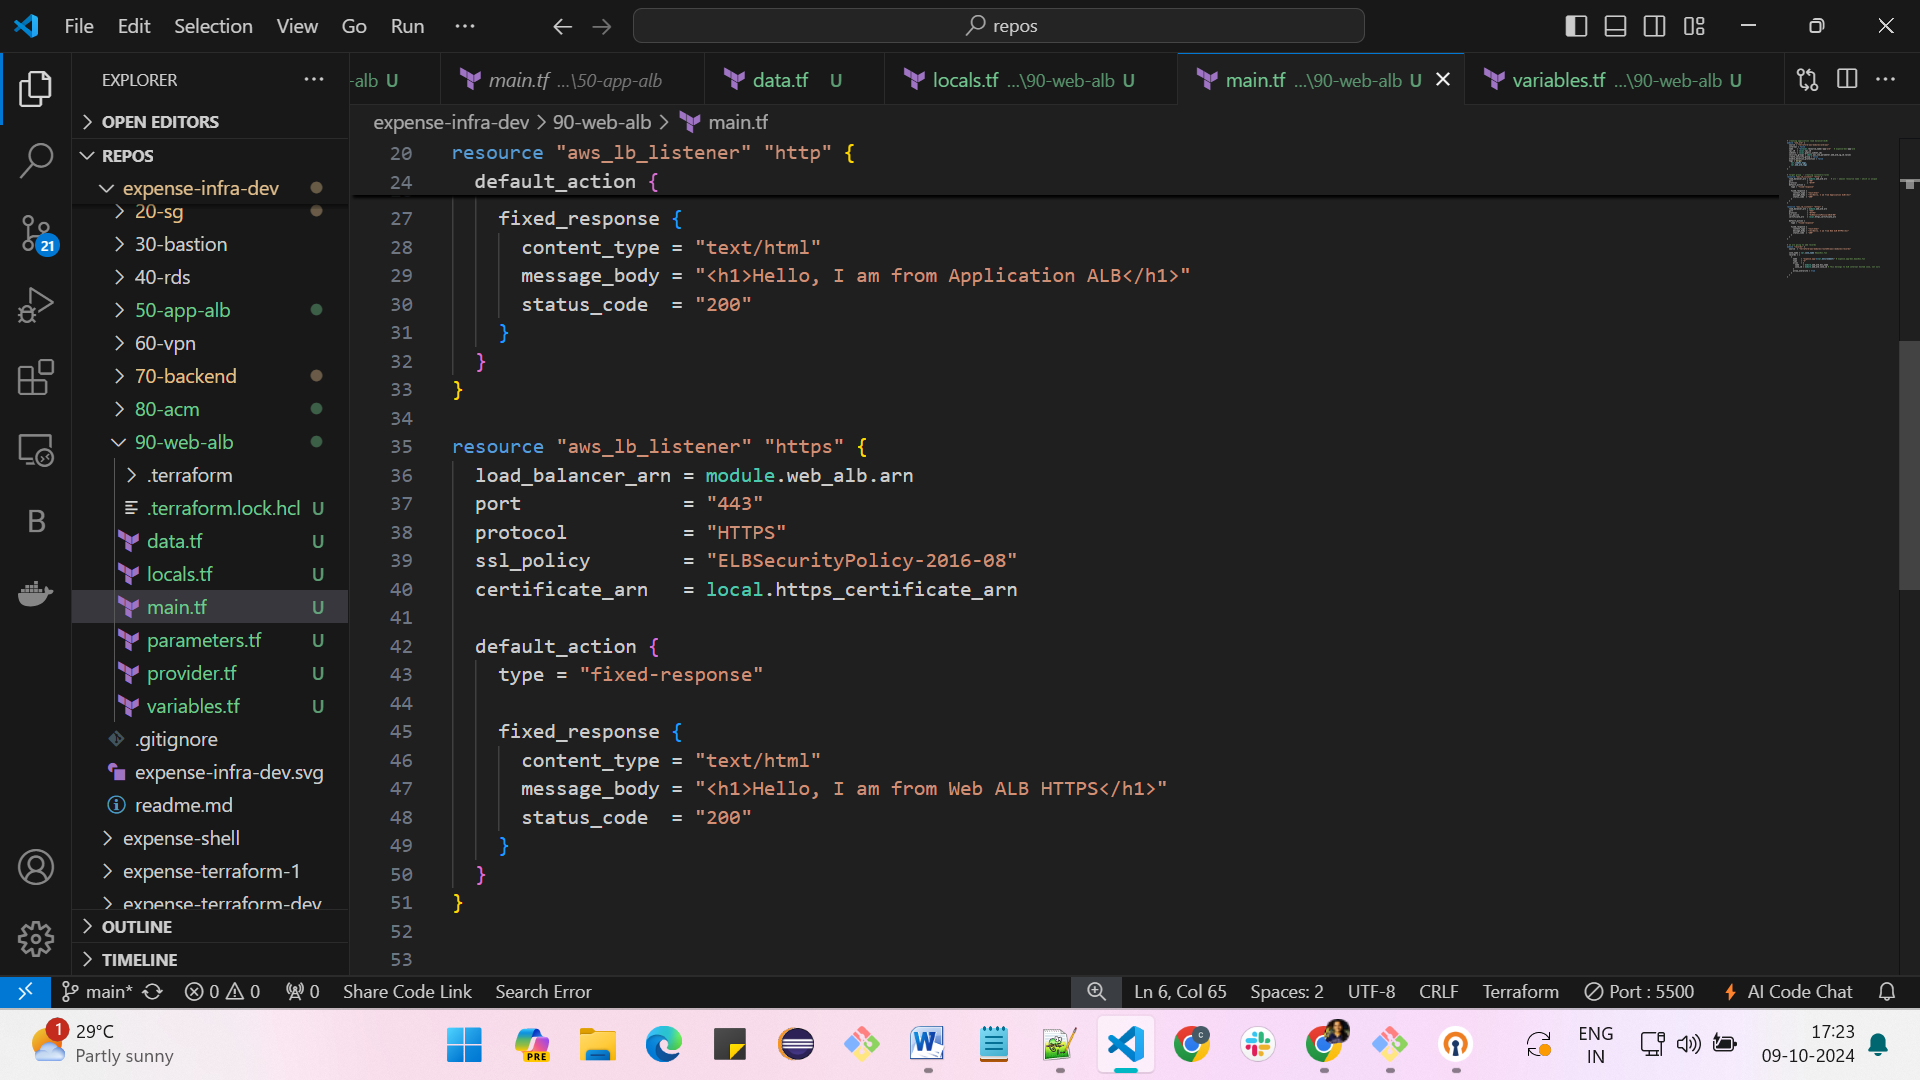 File Edit Selection View Go Run ··· repos
EXPLORER ···
-alb U main.tf ...\50-app-alb data.tf U locals.tf ...\90-web-alb U main.tf ...\90-web-alb U variables.tf ...\90-web-alb U ···
OPEN EDITORS
REPOS
expense-infra-dev
20-sg
30-bastion
40-rds
50-app-alb
60-vpn
70-backend
80-acm
90-web-alb
.terraform
.terraform.lock.hcl U
data.tf U
locals.tf U
main.tf U
parameters.tf U
provider.tf U
variables.tf U
.gitignore
expense-infra-dev.svg
readme.md
expense-shell
expense-terraform-1
expense-terraform-dev
OUTLINE
TIMELINE
21
B
expense-infra-dev > 90-web-alb > main.tf
20 resource "aws_lb_listener" "http" {
24 default_action {
27 fixed_response {
28 content_type = "text/html"
29 message_body = "<h1>Hello, I am from Application ALB</h1>"
30 status_code = "200"
31 }
32 }
33 }
34
35 resource "aws_lb_listener" "https" {
36 load_balancer_arn = module.web_alb.arn
37 port = "443"
38 protocol = "HTTPS"
39 ssl_policy = "ELBSecurityPolicy-2016-08"
40 certificate_arn = local.https_certificate_arn
41
42 default_action {
43 type = "fixed-response"
44
45 fixed_response {
46 content_type = "text/html"
47 message_body = "<h1>Hello, I am from Web ALB HTTPS</h1>"
48 status_code = "200"
49 }
50 }
51 }
52
53
main* 0 0 0 Share Code Link Search Error Ln 6, Col 65 Spaces: 2 UTF-8 CRLF Terraform Port : 5500 AI Code Chat
1
29°C
Partly sunny
PRE
W
C
ENG
IN
17:23
09-10-2024